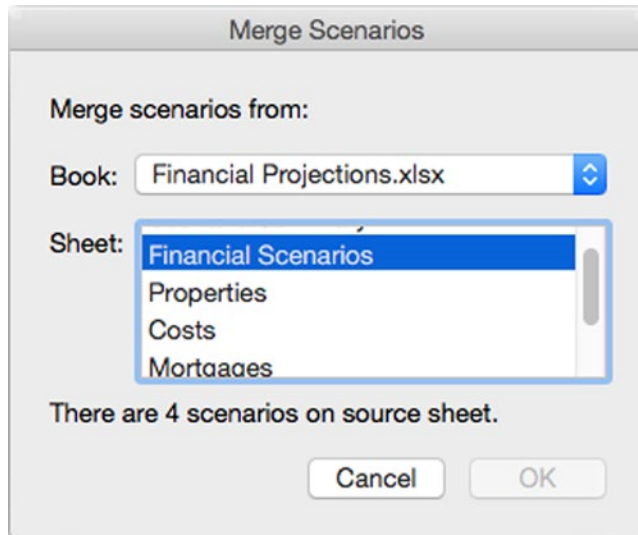 Merge Scenarios
Merge scenarios from:
Book: Financial Projections.xlsx
Sheet:
Financial Scenarios
Properties
Costs
Mortgages
There are 4 scenarios on source sheet.
Cancel OK